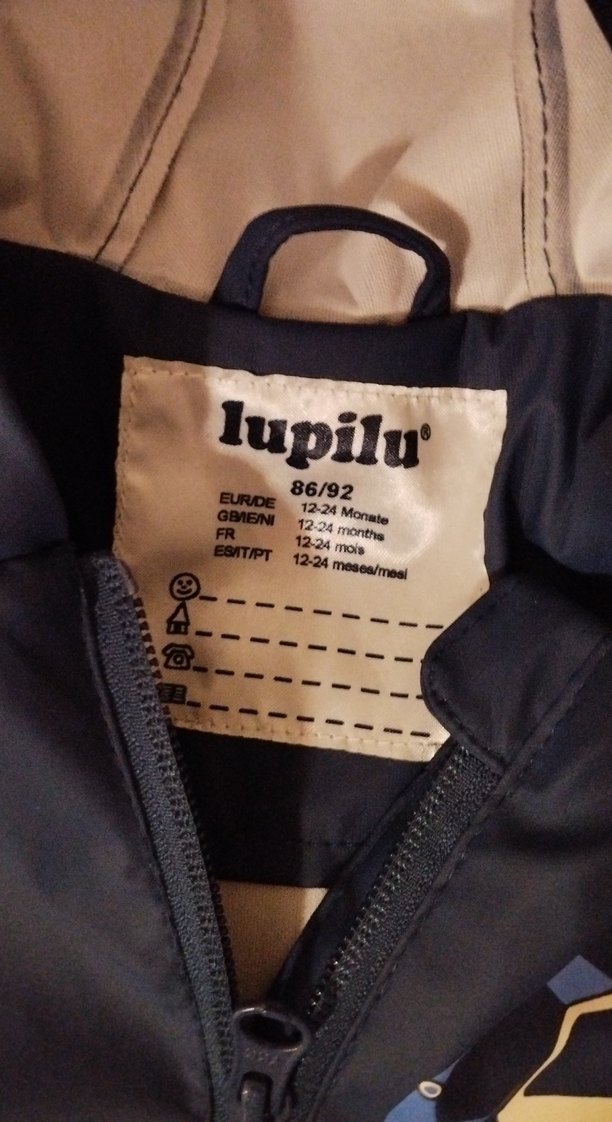 lupilu®
86/92
EUR/DE 12-24 Monate
GB/IE/NI 12-24 months
FR 12-24 mois
ES/IT/PT 12-24 meses/mesi